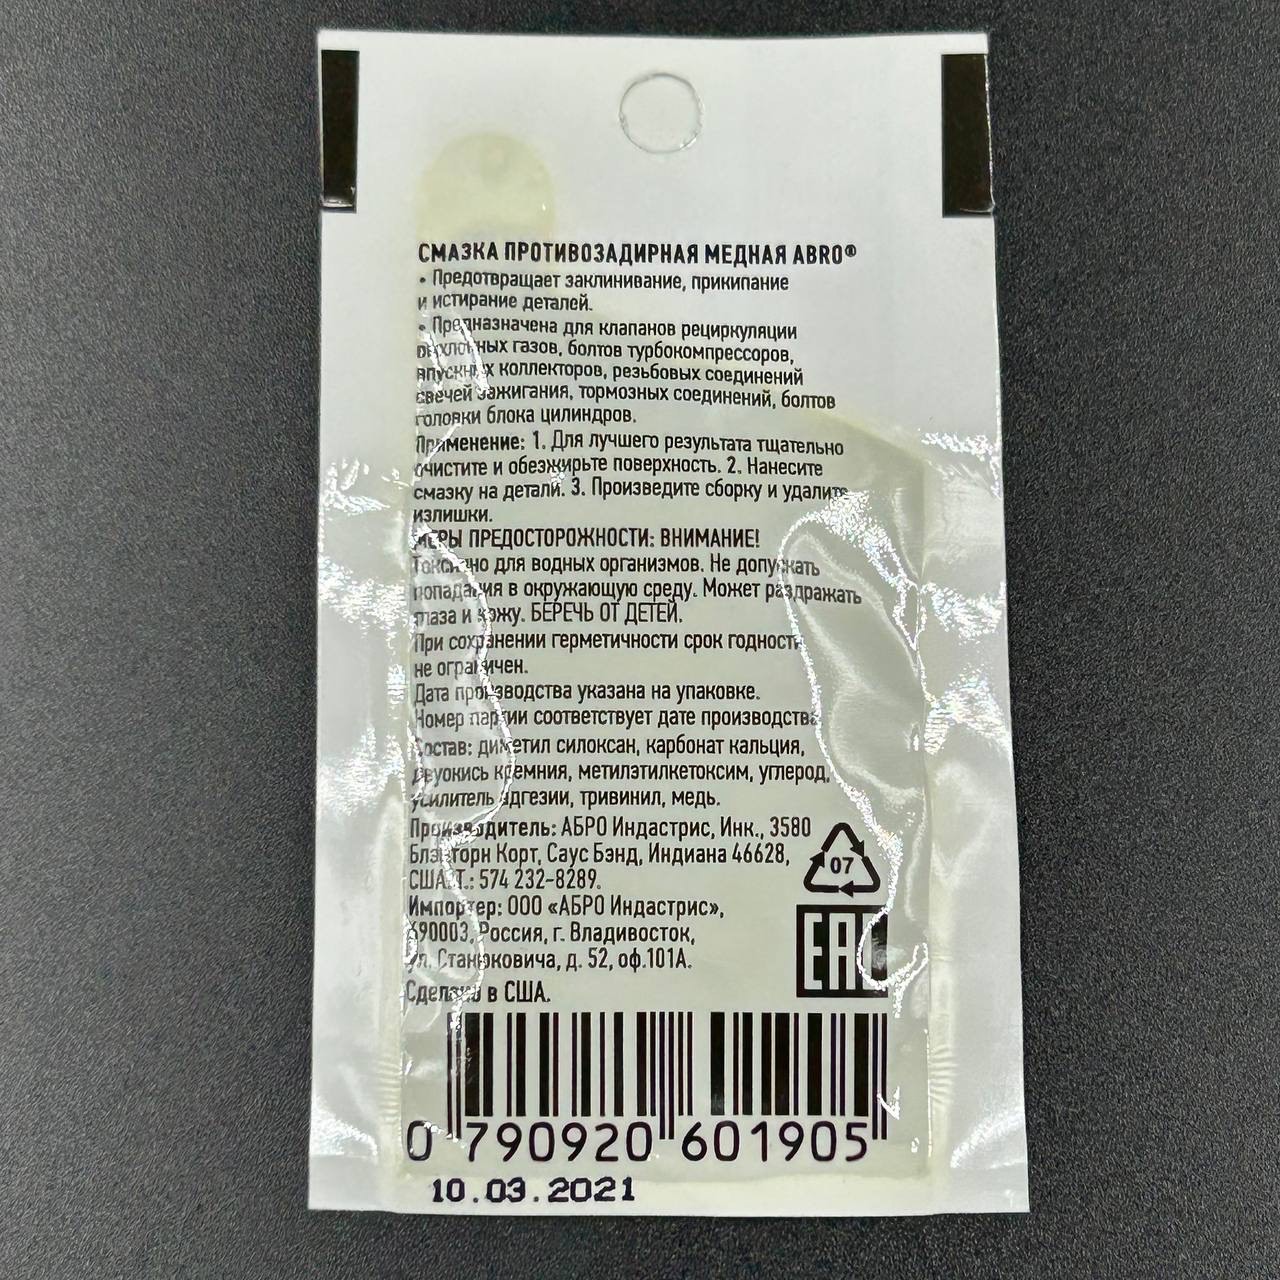 СМАЗКА ПРОТИВОЗАДИРНАЯ МЕДНАЯ ABRO®
• Предотвращает заклинивание, прикипание
и истирание деталей.
• Предназначена для клапанов рециркуляции
выхлопных газов, болтов турбокомпрессоров,
впускных коллекторов, резьбовых соединений
свечей зажигания, тормозных соединений, болтов
головки блока цилиндров.
Применение: 1. Для лучшего результата тщательно
очистите и обезжирьте поверхность. 2. Нанесите
смазку на детали. 3. Произведите сборку и удалите
излишки.
МЕРЫ ПРЕДОСТОРОЖНОСТИ: ВНИМАНИЕ!
Токсично для водных организмов. Не допускать
попадания в окружающую среду. Может раздражать
глаза и кожу. БЕРЕЧЬ ОТ ДЕТЕЙ.
При сохранении герметичности срок годности
не ограничен.
Дата производства указана на упаковке.
Номер партии соответствует дате производства.
Состав: диметил силоксан, карбонат кальция,
двуокись кремния, метилэтилкетоксим, углерод,
усилитель адгезии, тривинил, медь.
Производитель: АБРО Индастрис, Инк., 3580
Блэкторн Корт, Саус Бэнд, Индиана 46628,
США. Т.: 574 232-8289.
Импортер: ООО «АБРО Индастрис»,
690003, Россия, г. Владивосток,
ул. Станюковича, д. 52, оф.101А.
Сделано в США.
07
EAC
0 790920 601905
10.03.2021